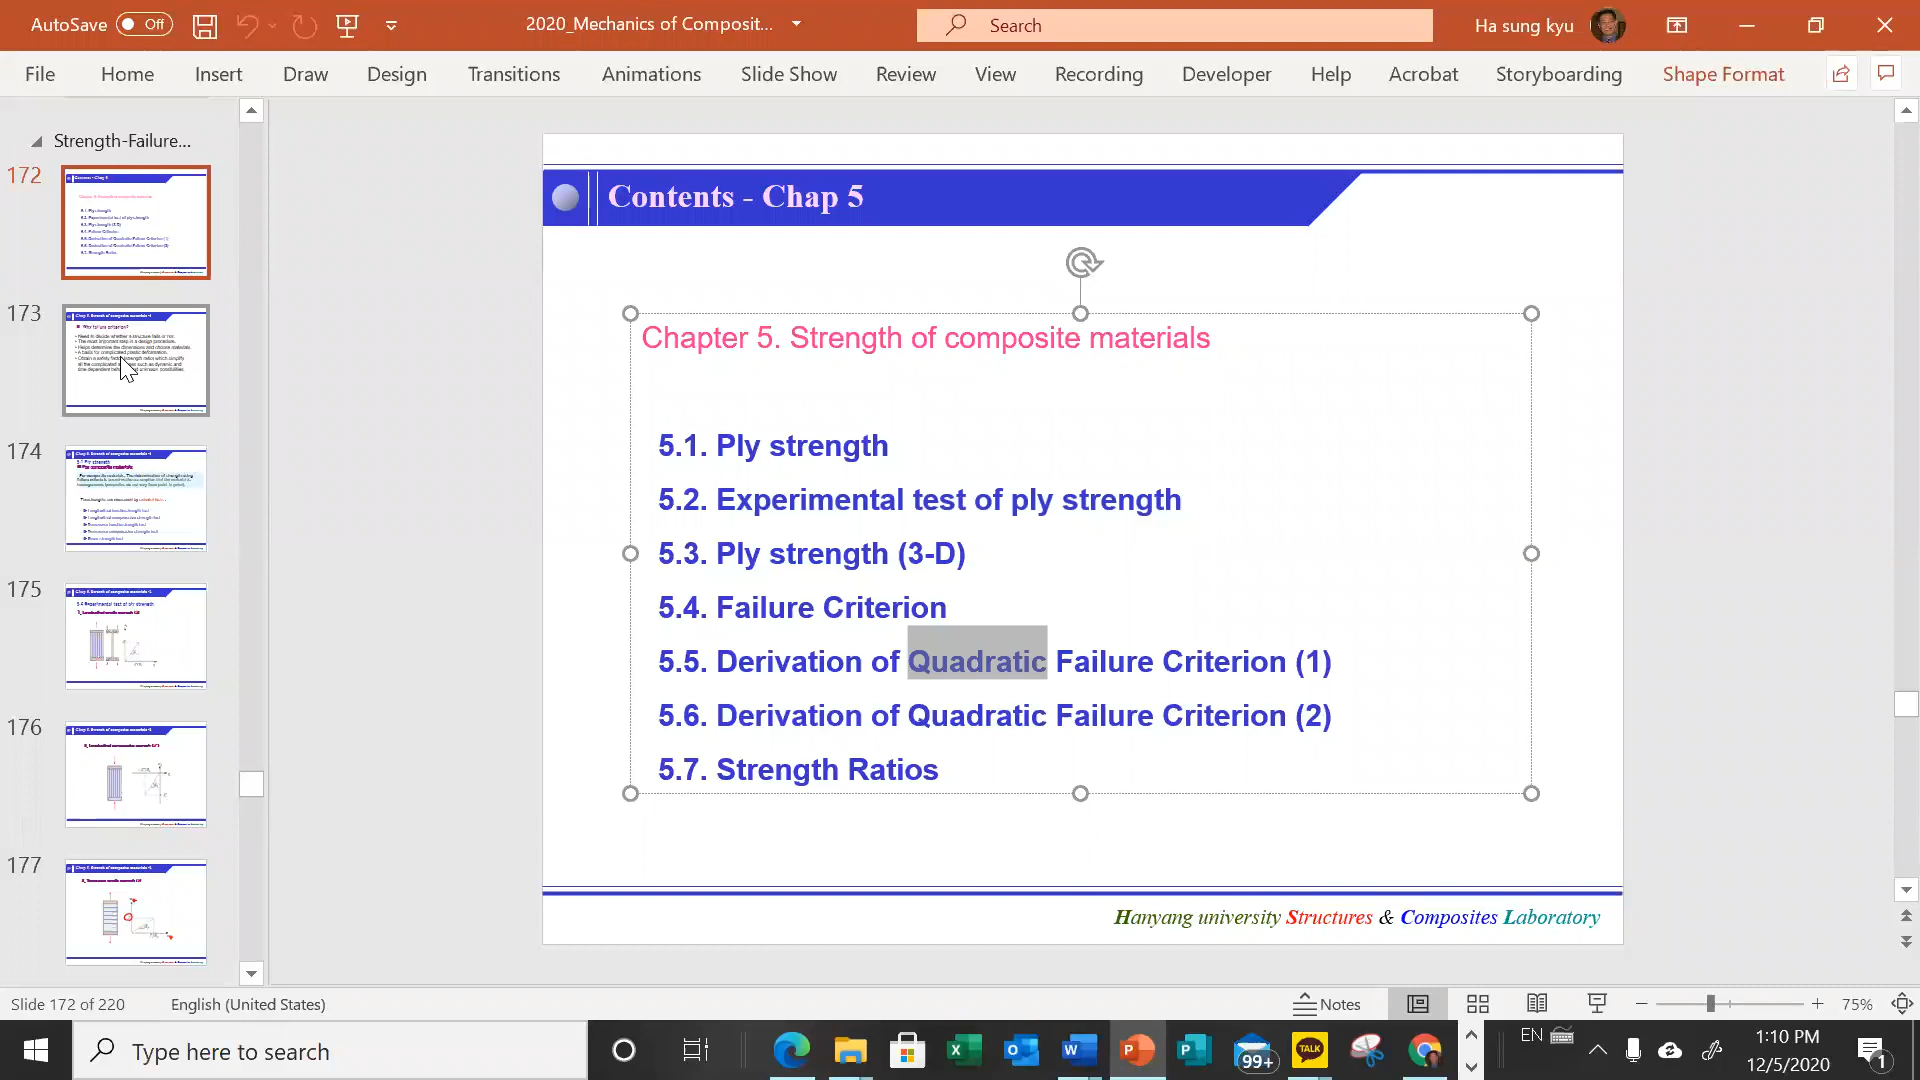 AutoSave Off 2020_Mechanics of Composit... Search Ha sung kyu
File Home Insert Draw Design Transitions Animations Slide Show Review View Recording Developer Help Acrobat Storyboarding Shape Format
Strength-Failure...
172
173
174
175
176
177
Contents - Chap 5
Chapter 5. Strength of composite materials
5.1. Ply strength
5.2. Experimental test of ply strength
5.3. Ply strength (3-D)
5.4. Failure Criterion
5.5. Derivation of Quadratic Failure Criterion (1)
5.6. Derivation of Quadratic Failure Criterion (2)
5.7. Strength Ratios
Hanyang university Structures & Composites Laboratory
Slide 172 of 220 English (United States) Notes 75%
Type here to search 99+ TALK EN 1:10 PM
12/5/2020 1